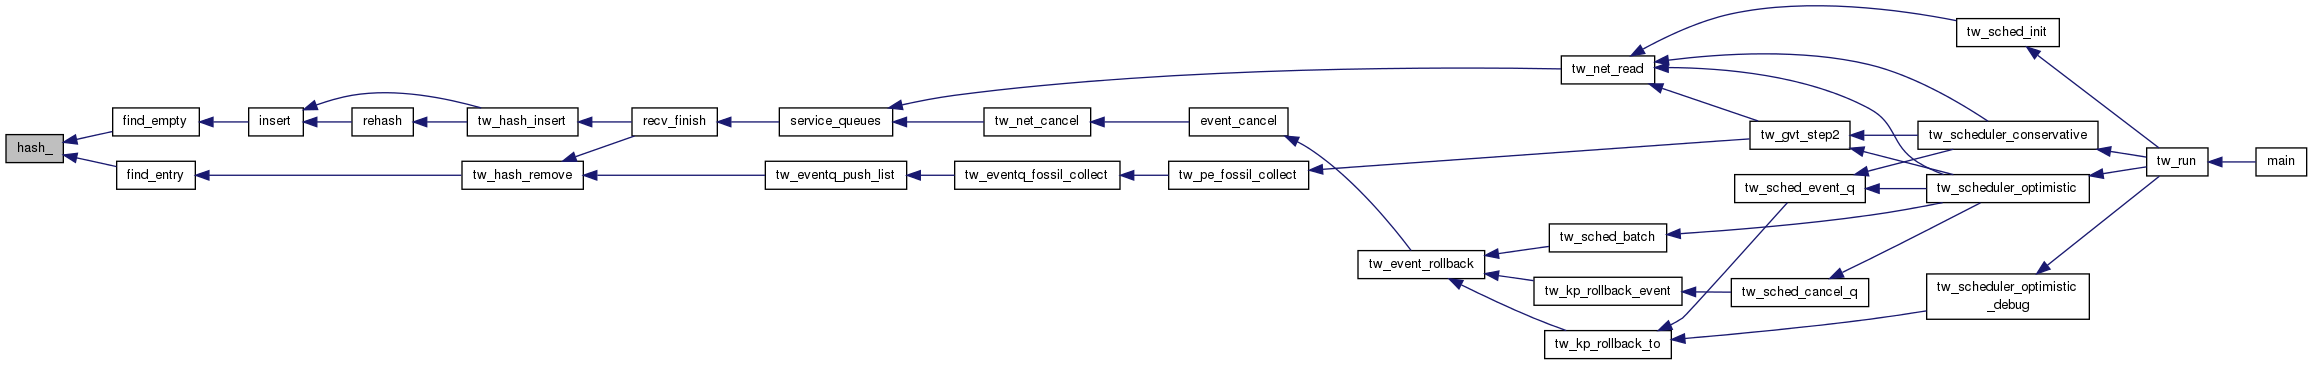 hash_
find_empty
find_entry
insert
rehash
tw_hash_insert
tw_hash_remove
recv_finish
service_queues
tw_eventq_push_list
tw_net_cancel
tw_eventq_fossil_collect
event_cancel
tw_pe_fossil_collect
tw_event_rollback
tw_net_read
tw_sched_batch
tw_kp_rollback_event
tw_kp_rollback_to
tw_gvt_step2
tw_sched_event_q
tw_sched_cancel_q
tw_sched_init
tw_scheduler_conservative
tw_scheduler_optimistic
tw_scheduler_optimistic
_debug
tw_run
main